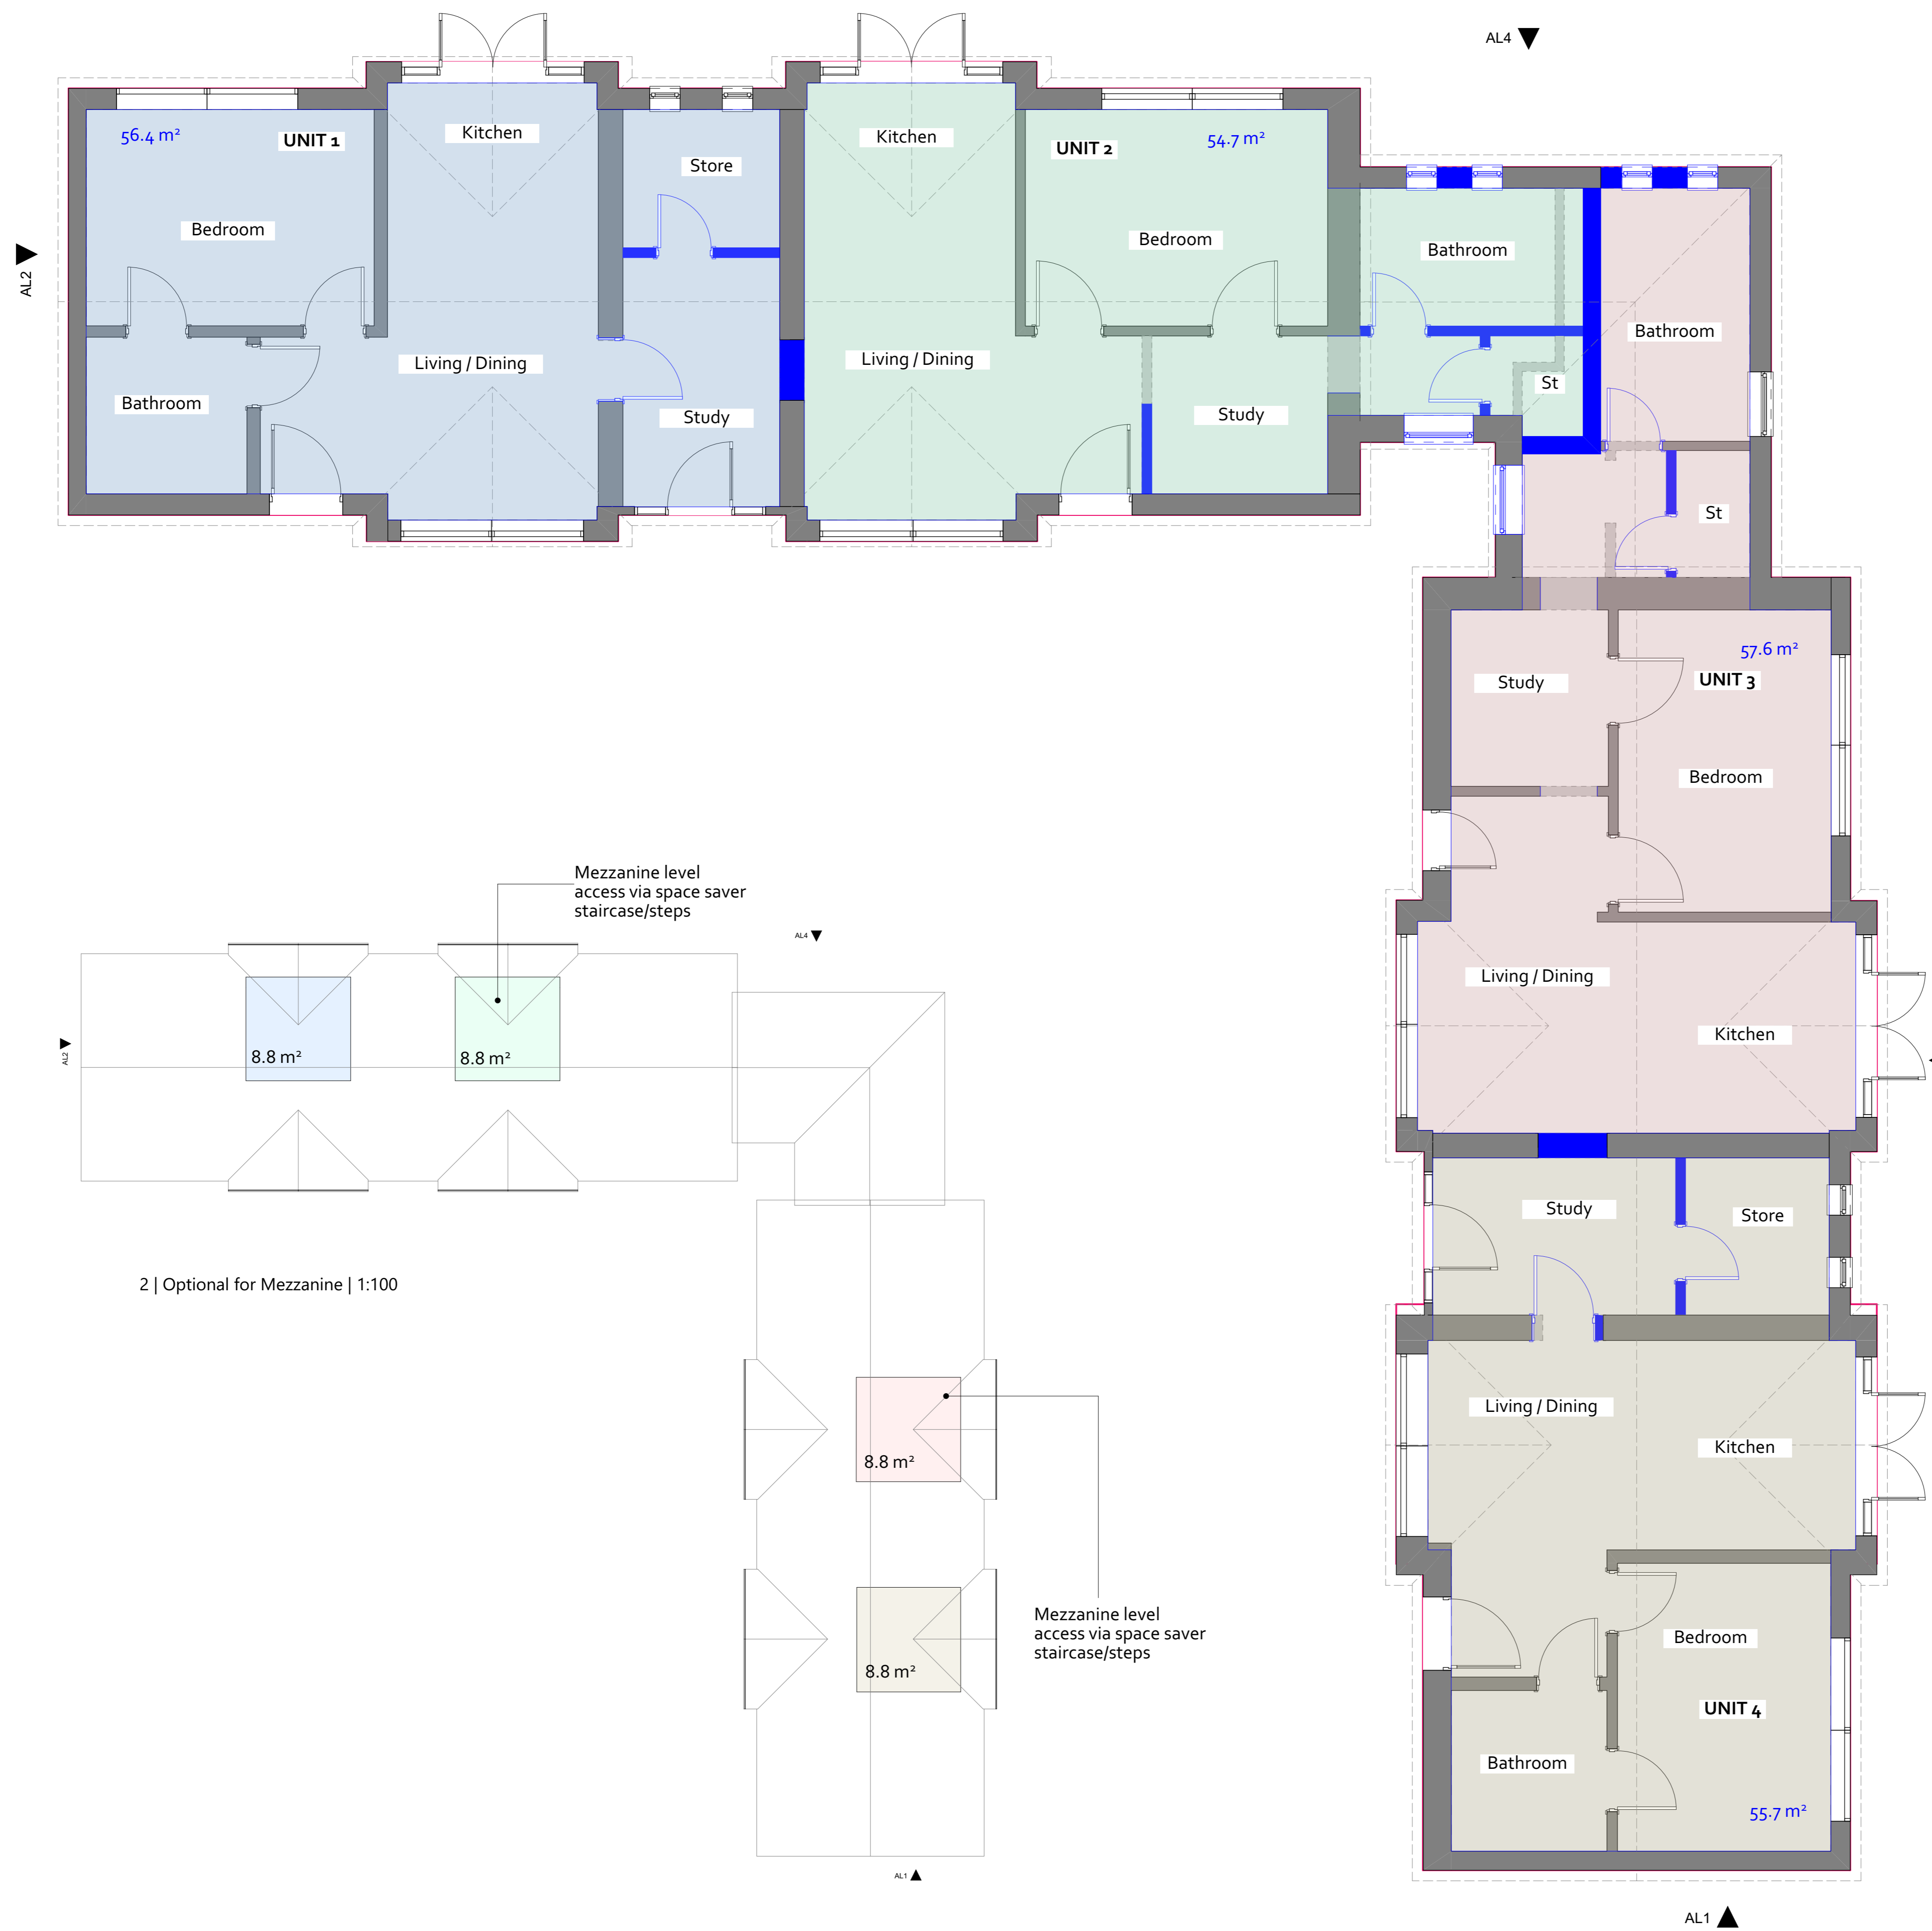 AL4
Kitchen
Kitchen
56.4 m²
UNIT 1
Store
UNIT 2
54.7 m²
Bedroom
Bedroom
Bathroom
AL2
Living / Dining
Living / Dining
Bathroom
Bathroom
Study
Study
St
St
57.6 m²
UNIT 3
Study
Bedroom
Living / Dining
Kitchen
Study
Store
Living / Dining
Kitchen
Bedroom
UNIT 4
Bathroom
55.7 m²
AL1
Mezzanine level
access via space saver
staircase/steps
AL4
AL2
8.8 m²
8.8 m²
2 | Optional for Mezzanine | 1:100
8.8 m²
8.8 m²
Mezzanine level
access via space saver
staircase/steps
AL1